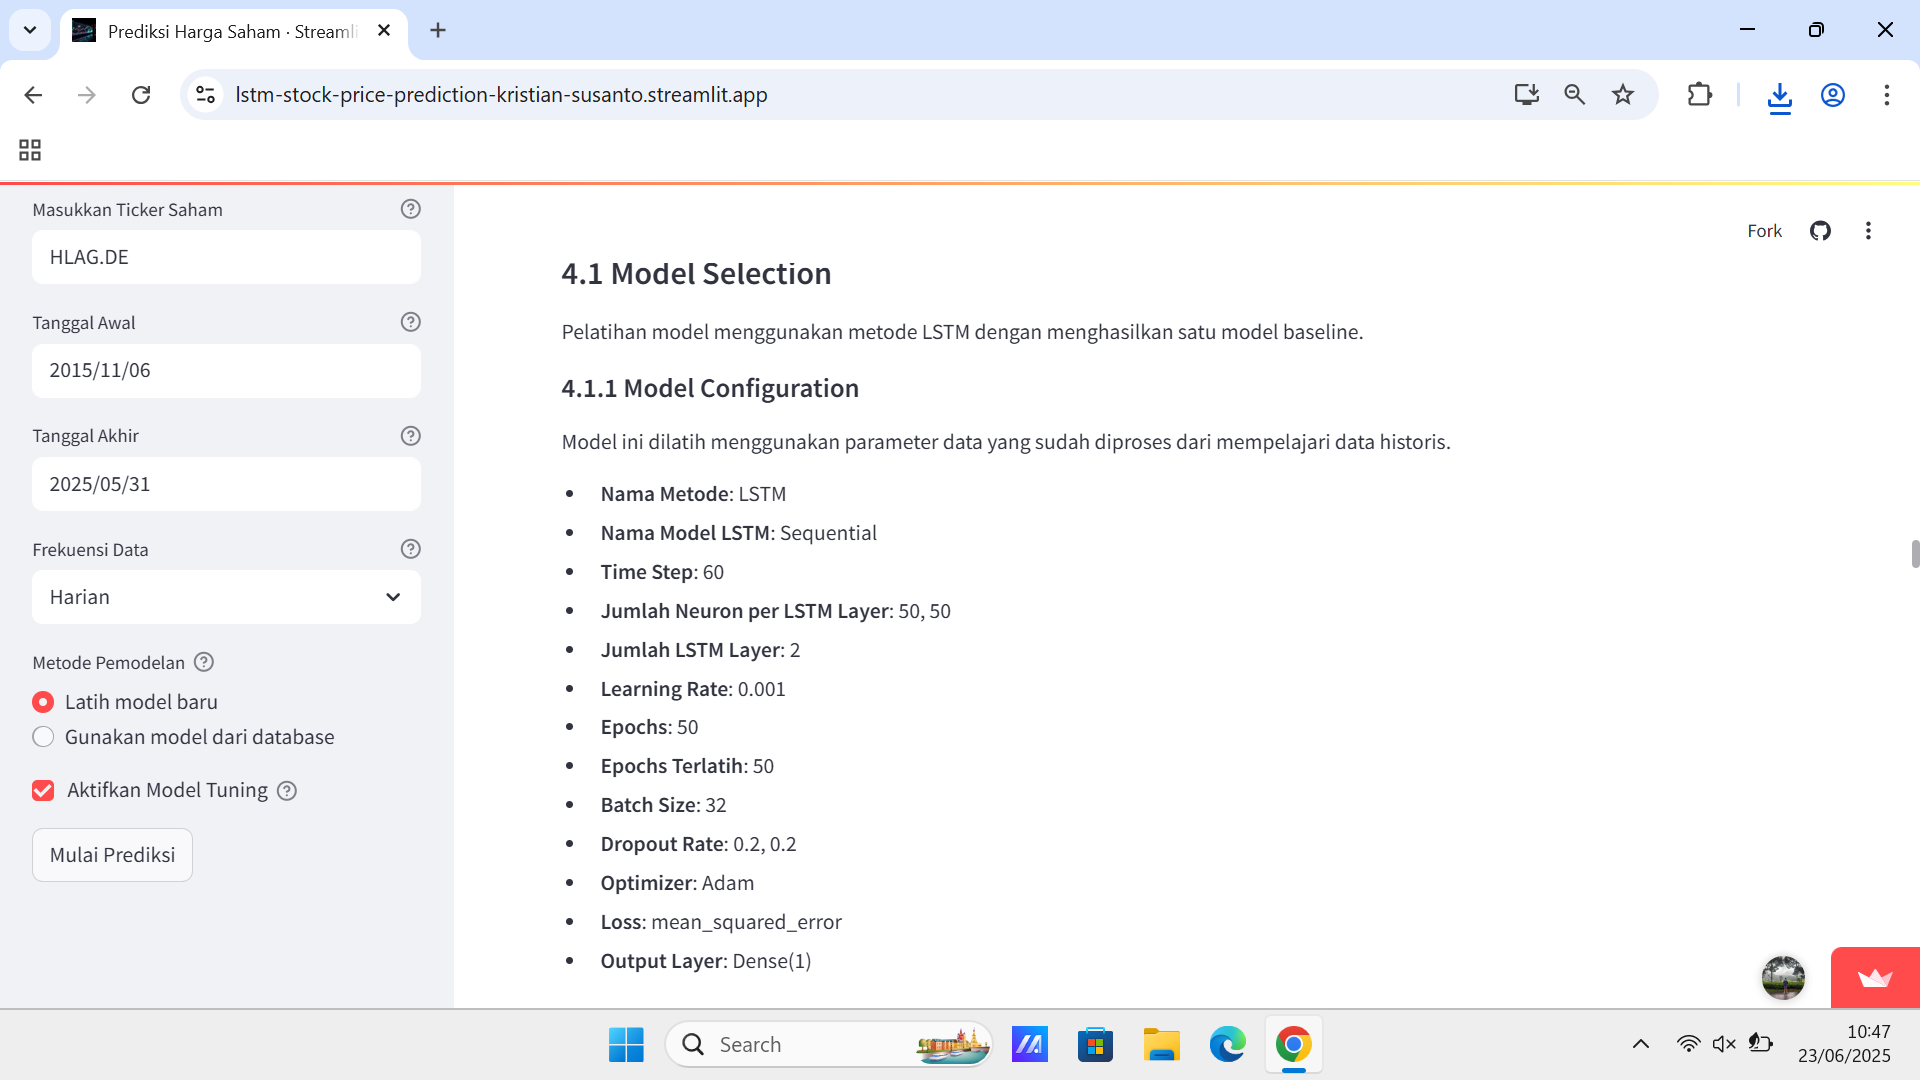 Prediksi Harga Saham · Streamli
lstm-stock-price-prediction-kristian-susanto.streamlit.app
Masukkan Ticker Saham
HLAG.DE
Tanggal Awal
2015/11/06
Tanggal Akhir
2025/05/31
Frekuensi Data
Harian
Metode Pemodelan
Latih model baru
Gunakan model dari database
Aktifkan Model Tuning
Mulai Prediksi
Fork
4.1 Model Selection
Pelatihan model menggunakan metode LSTM dengan menghasilkan satu model baseline.
4.1.1 Model Configuration
Model ini dilatih menggunakan parameter data yang sudah diproses dari mempelajari data historis.
• Nama Metode: LSTM
• Nama Model LSTM: Sequential
• Time Step: 60
• Jumlah Neuron per LSTM Layer: 50, 50
• Jumlah LSTM Layer: 2
• Learning Rate: 0.001
• Epochs: 50
• Epochs Terlatih: 50
• Batch Size: 32
• Dropout Rate: 0.2, 0.2
• Optimizer: Adam
• Loss: mean_squared_error
• Output Layer: Dense(1)
Search
10:47
23/06/2025